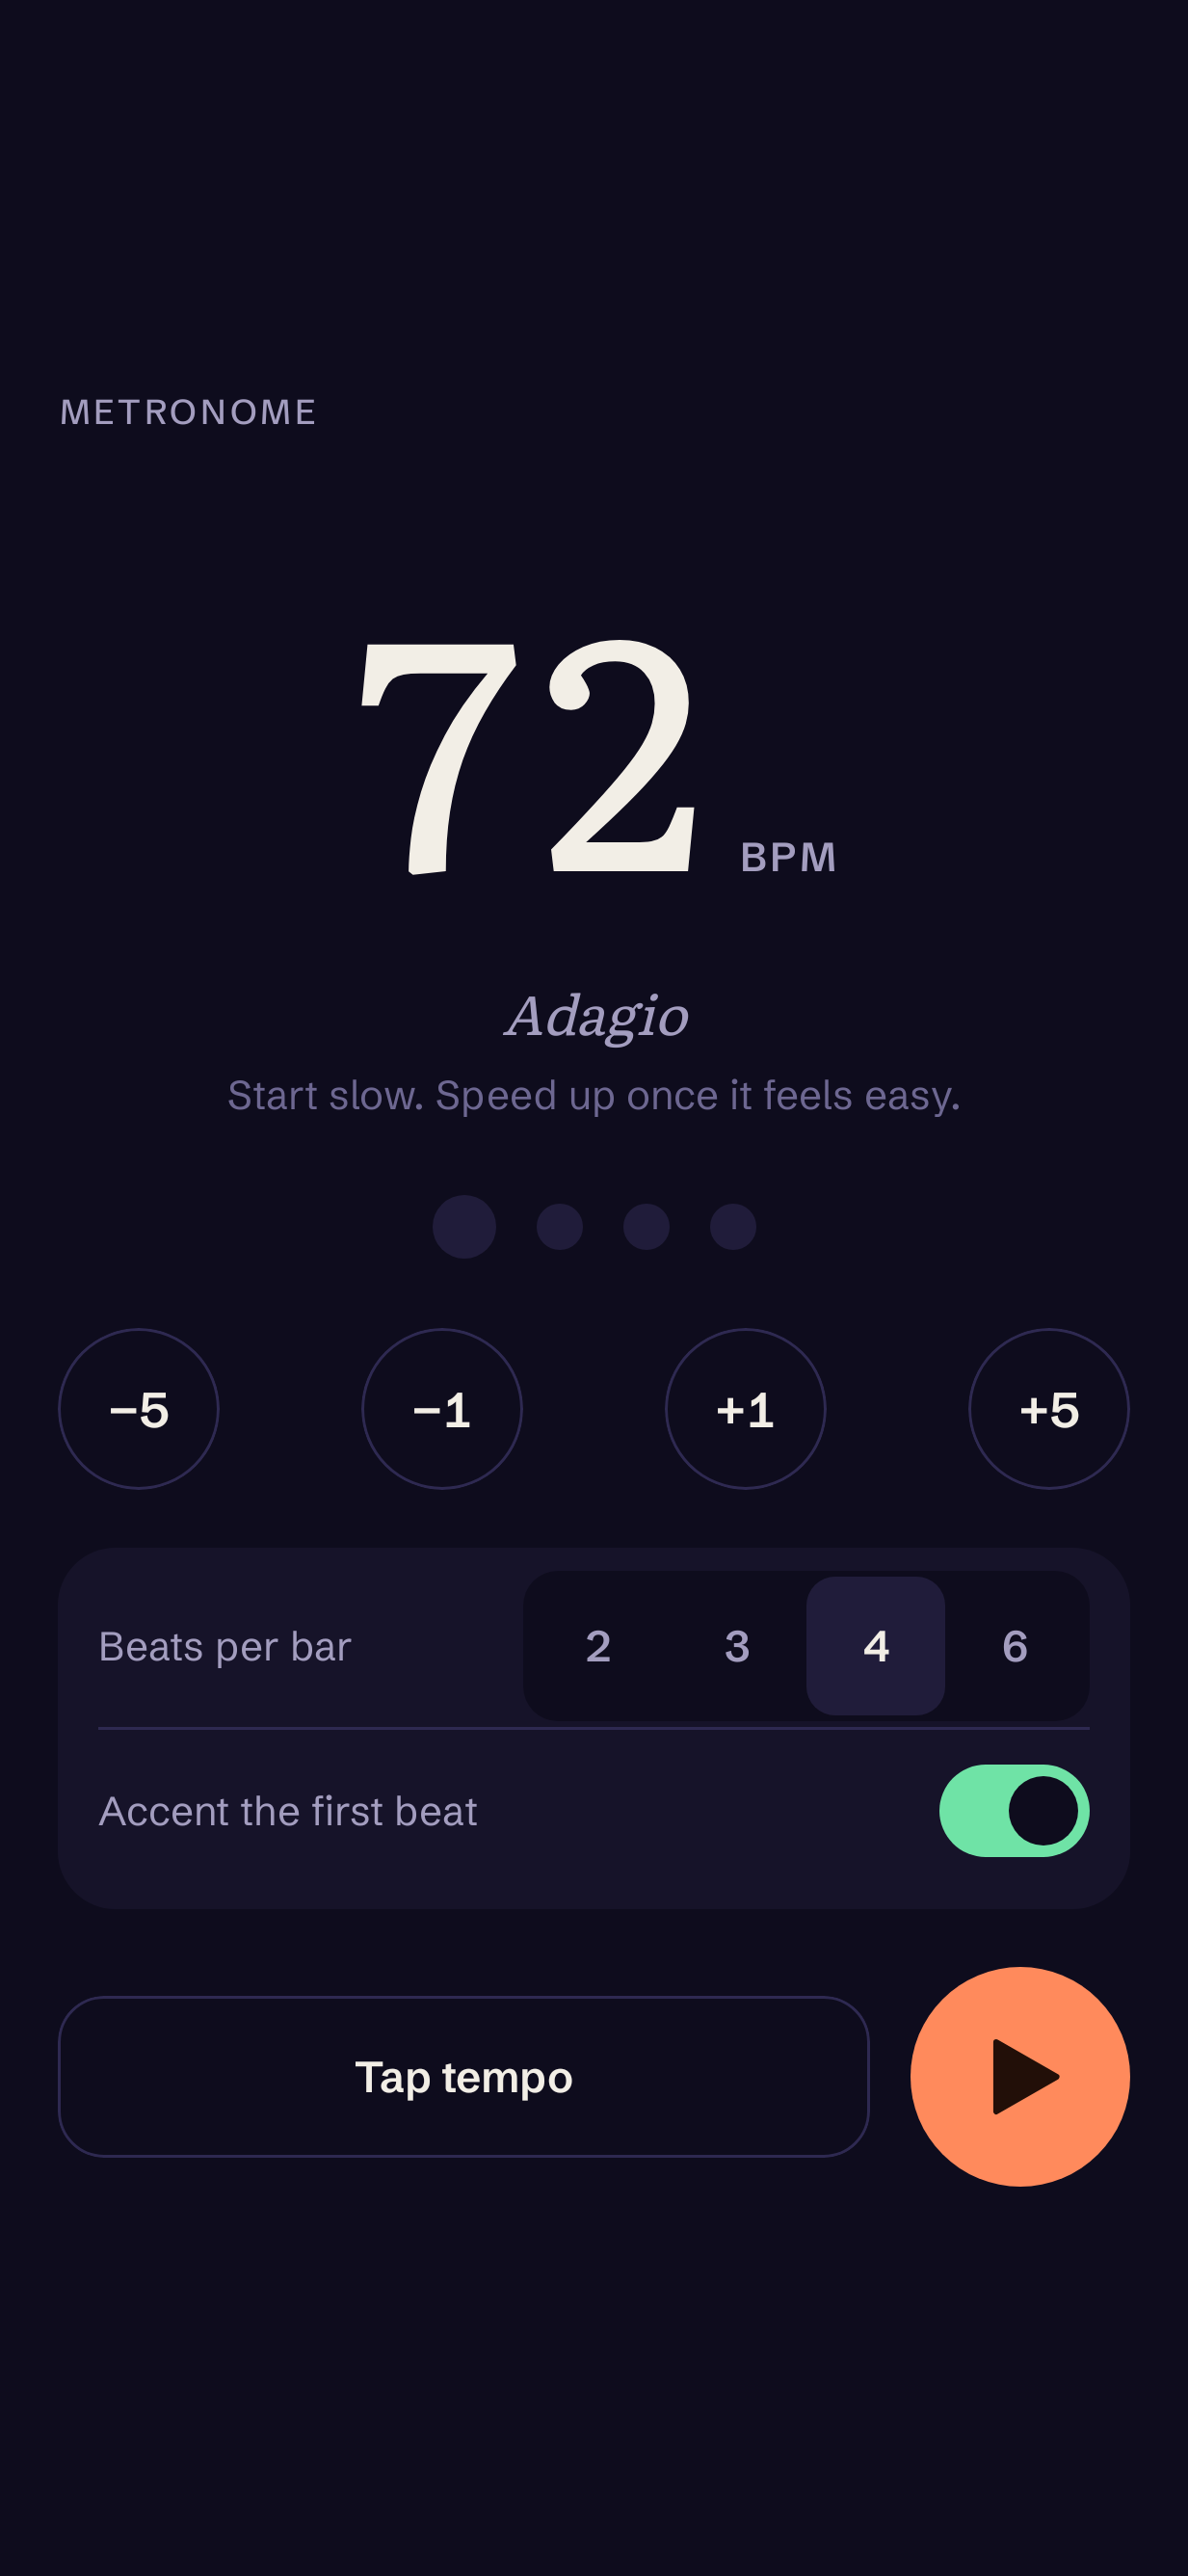 METRONOME
72 BPM
Adagio
Start slow. Speed up once it feels easy.
−5 −1 +1 +5
Beats per bar 2 3 4 6
Accent the first beat
Tap tempo